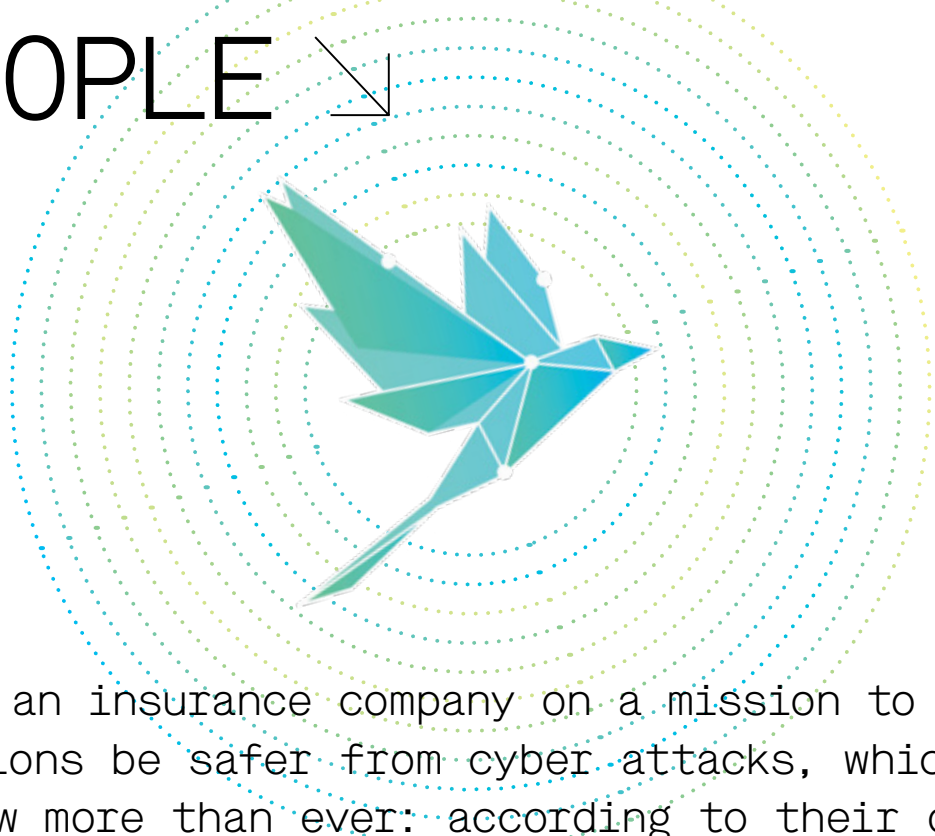 OPLE
an insurance company on a mission to
ions be safer from cyber attacks, whic
w more than ever: according to their